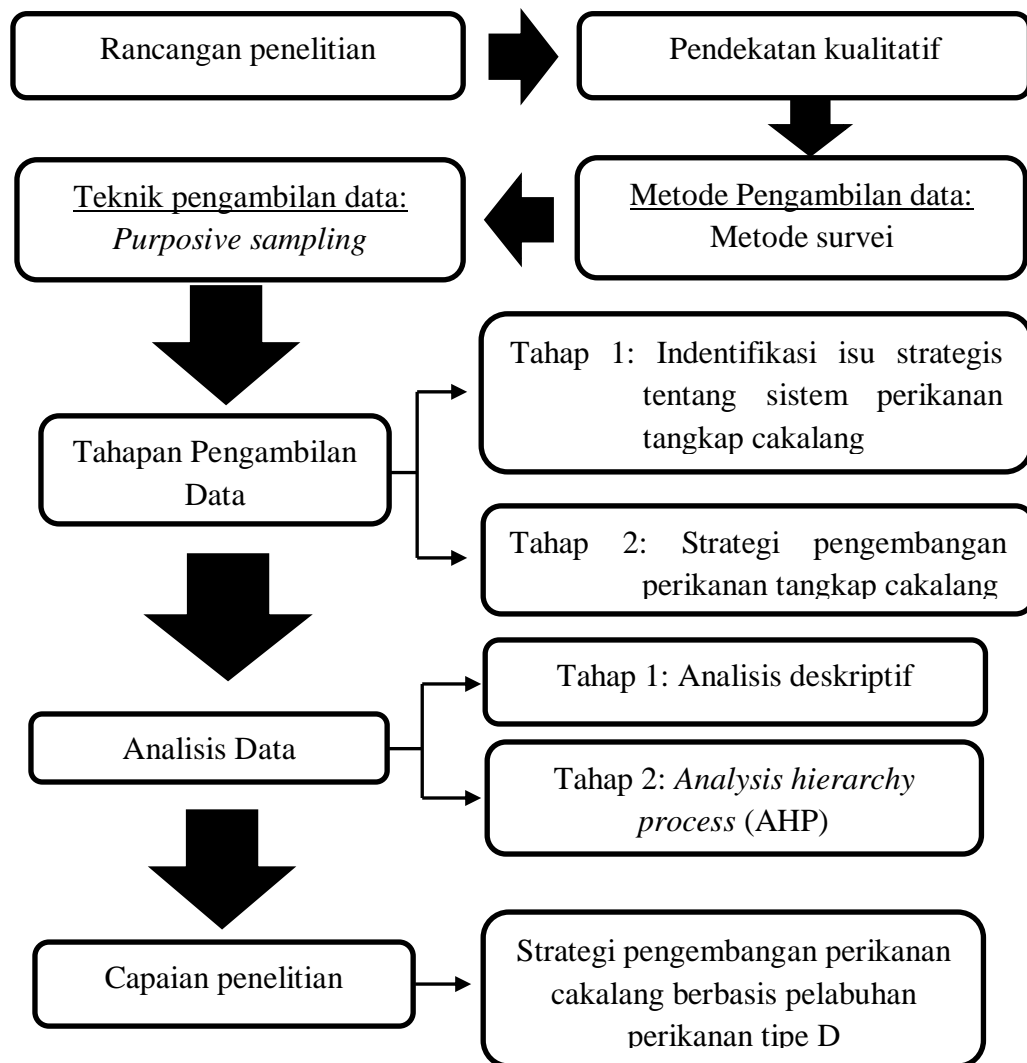 Rancangan penelitian
Pendekatan kualitatif
Teknik pengambilan data:
Purposive sampling
Metode Pengambilan data:
Metode survei
Tahap 1: Indentifikasi isu strategis
tentang sistem perikanan
tangkap cakalang
Tahapan Pengambilan
Data
Tahap 2: Strategi pengembangan
perikanan tangkap cakalang
Tahap 1: Analisis deskriptif
Analisis Data
Tahap 2: Analysis hierarchy
process (AHP)
Capaian penelitian
Strategi pengembangan perikanan
cakalang berbasis pelabuhan
perikanan tipe D